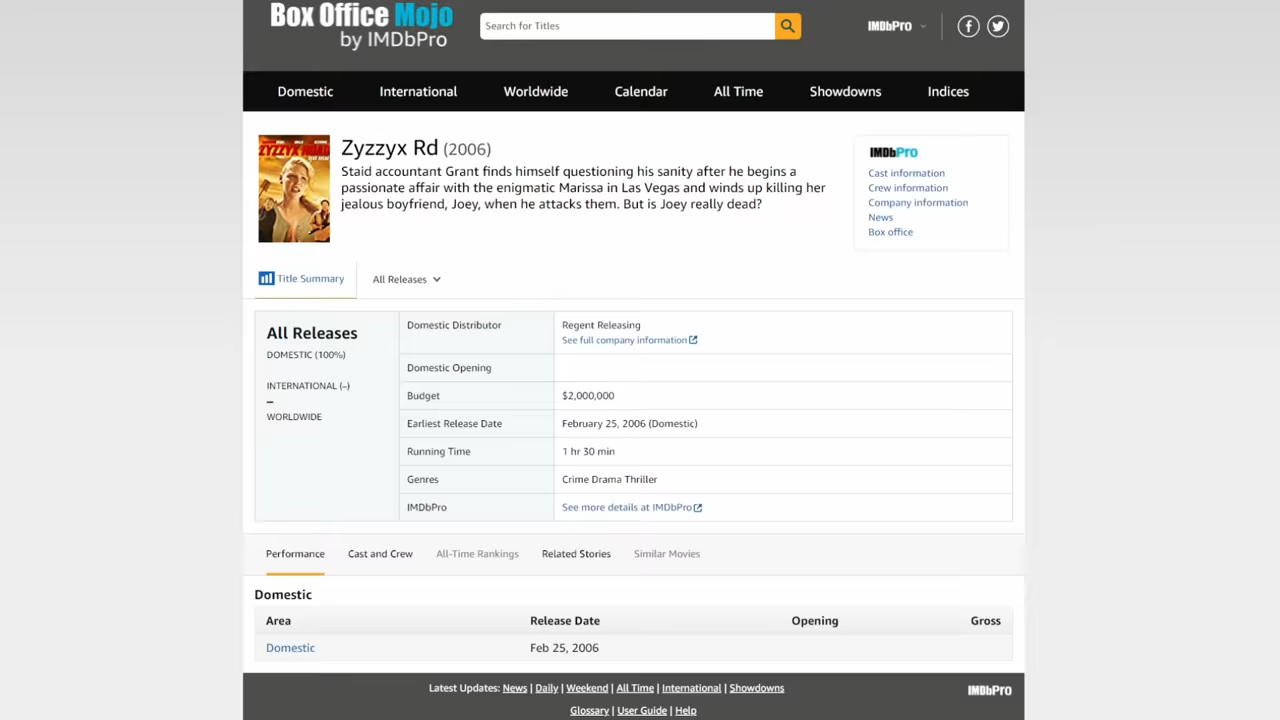 Box Office Mojo
by IMDbPro
Search for Titles
IMDbPro
Domestic International Worldwide Calendar All Time Showdowns Indices
ZYZZYX ROAD
Zyzzyx Rd (2006)
Staid accountant Grant finds himself questioning his sanity after he begins a
passionate affair with the enigmatic Marissa in Las Vegas and winds up killing her
jealous boyfriend, Joey, when he attacks them. But is Joey really dead?
IMDbPro
Cast information
Crew information
Company information
News
Box office
Title Summary All Releases
All Releases
DOMESTIC (100%)
INTERNATIONAL (–)
–
WORLDWIDE
Domestic Distributor Regent Releasing
See full company information
Domestic Opening
Budget $2,000,000
Earliest Release Date February 25, 2006 (Domestic)
Running Time 1 hr 30 min
Genres Crime Drama Thriller
IMDbPro See more details at IMDbPro
Performance Cast and Crew All-Time Rankings Related Stories Similar Movies
Domestic
Area Release Date Opening Gross
Domestic Feb 25, 2006
Latest Updates: News | Daily | Weekend | All Time | International | Showdowns
IMDbPro
Glossary | User Guide | Help